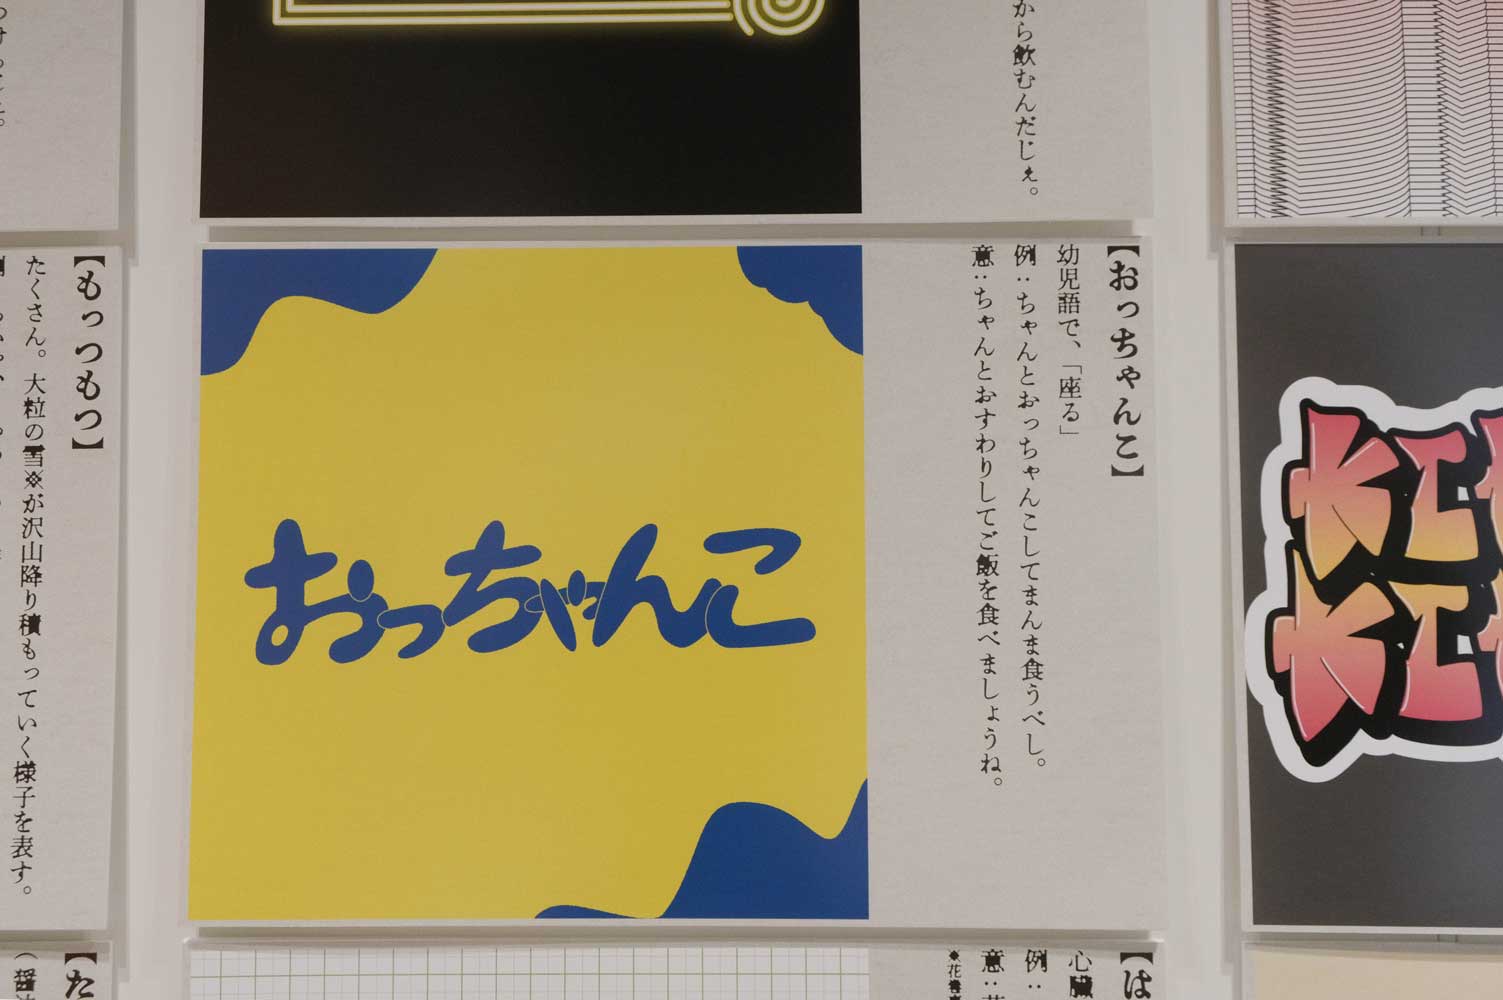 から飲むんだじぇ。
【おっちゃんこ】
幼児語で、「座る」
例：ちゃんとおっちゃんこしてまんま食うべし。
意：ちゃんとおすわりしてご飯を食べましょうね。
おっちゃんこ
【もっつもつ】
たくさん。大粒の雪※が沢山降り積もっていく様子を表す。
【は
心臓
例：
意：
※花巻
【た
（醤油